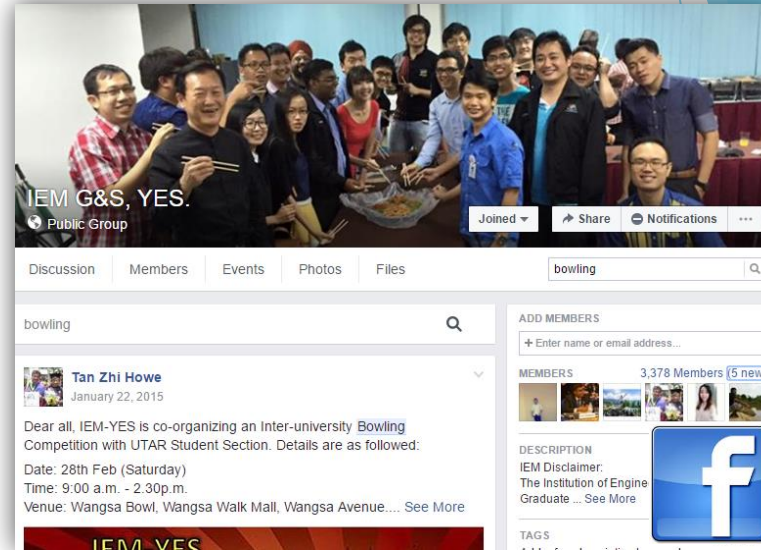 IEM G&S, YES.
Public Group
Joined
Share
Notifications
Discussion
Members
Events
Photos
Files
bowling
bowling
Tan Zhi Howe
January 22, 2015
Dear all, IEM-YES is co-organizing an Inter-university Bowling
Competition with UTAR Student Section. Details are as followed:
Date: 28th Feb (Saturday)
Time: 9:00 a.m. - 2.30p.m.
Venue: Wangsa Bowl, Wangsa Walk Mall, Wangsa Avenue.... See More
IEM-YES
ADD MEMBERS
+ Enter name or email address...
MEMBERS
3,378 Members (5 new
DESCRIPTION
IEM Disclaimer:
The Institution of Engine
Graduate ... See More
TAGS